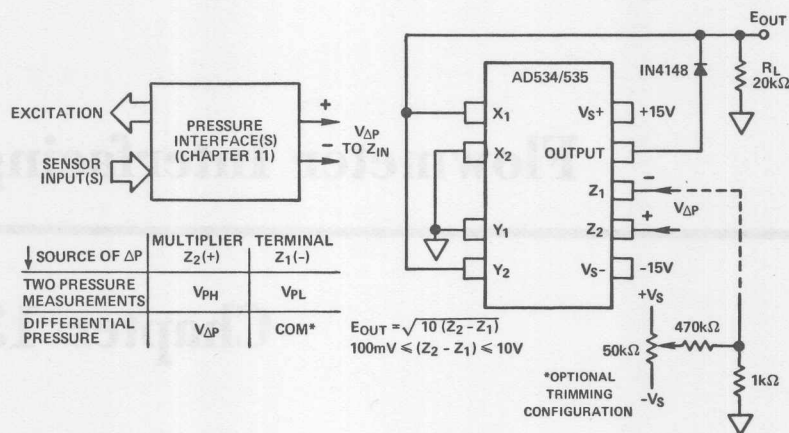 EXCITATION
SENSOR
INPUT(S)
PRESSURE
INTERFACE(S)
(CHAPTER 11)
+
VΔP
TO ZIN
−
↓ SOURCE OF ΔP
MULTIPLIER TERMINAL
Z2(+) Z1(-)
TWO PRESSURE
MEASUREMENTS
VPH VPL
DIFFERENTIAL
PRESSURE
VΔP COM*
AD534/535
X1
X2
Y1
Y2
VS+
OUTPUT
Z1
Z2
VS-
+15V
−
VΔP
+
-15V
IN4148
EOUT
RL
20kΩ
EOUT = √10 (Z2 - Z1)
100mV ≤ (Z2 - Z1) ≤ 10V
+VS
50kΩ
−VS
470kΩ
1kΩ
*OPTIONAL
TRIMMING
CONFIGURATION